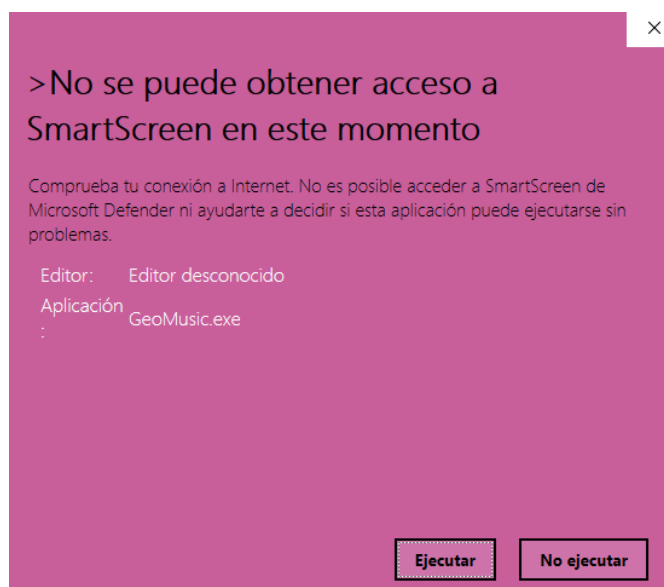 >No se puede obtener acceso a
SmartScreen en este momento
Comprueba tu conexión a Internet. No es posible acceder a SmartScreen de
Microsoft Defender ni ayudarte a decidir si esta aplicación puede ejecutarse sin
problemas.
Editor: Editor desconocido
Aplicación
: GeoMusic.exe
Ejecutar No ejecutar